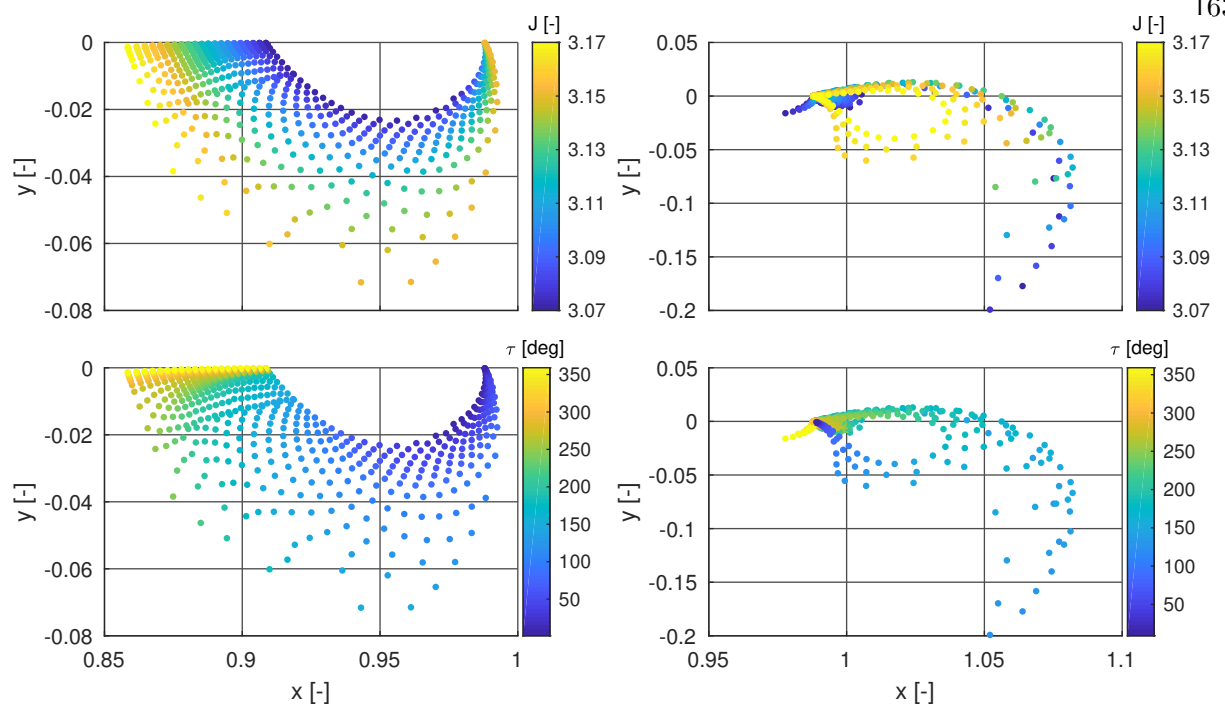 163
J [-] J [-]
0 3.17 0.05 3.17
-0.02 3.15 0 3.15
y [-] -0.04 3.13 y [-] -0.05 3.13
3.11 -0.1 3.11
-0.06 3.09 -0.15 3.09
-0.08 3.07 -0.2 3.07
τ [deg] τ [deg]
0 350 0.05 350
300 0 300
-0.02 250 250
y [-] -0.04 200 y [-] -0.05 200
150 -0.1 150
-0.06 100 -0.15 100
50 50
-0.08 -0.2
0.85 0.9 0.95 1 0.95 1 1.05 1.1
x [-] x [-]